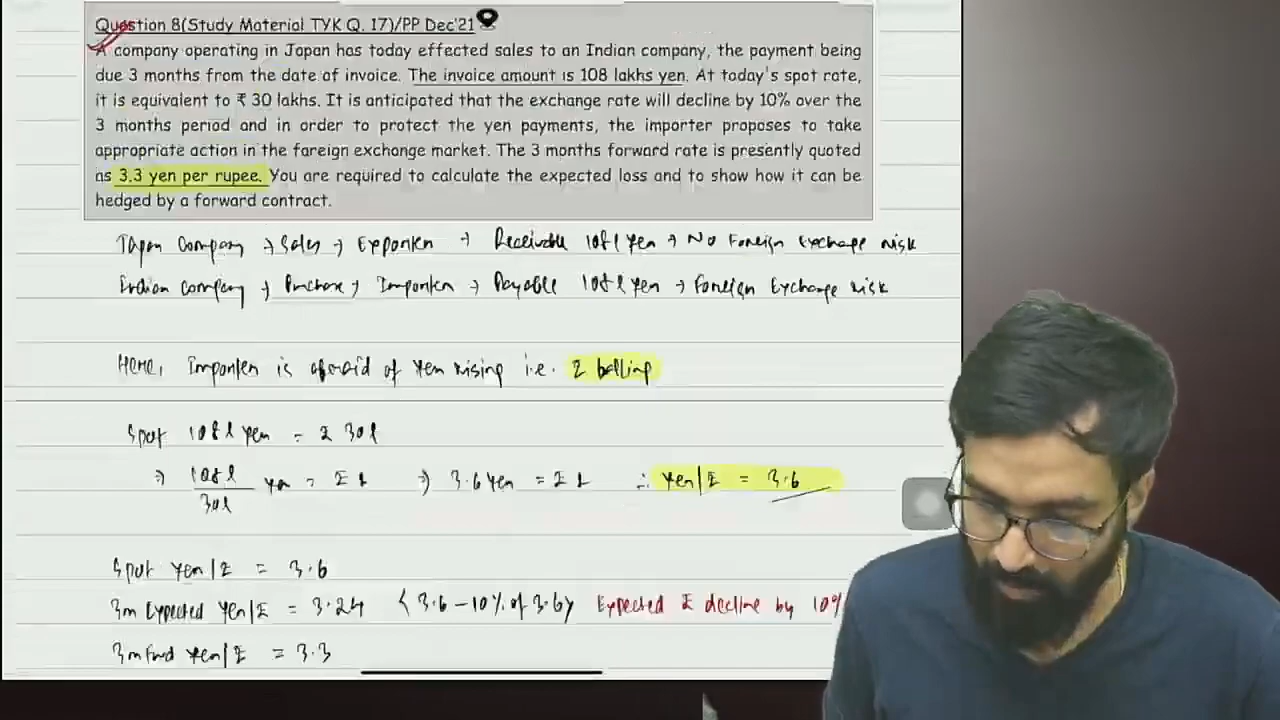 Question 8(Study Material TYK Q. 17)/PP Dec'21
A company operating in Japan has today effected sales to an Indian company, the payment being
due 3 months from the date of invoice. The invoice amount is 108 lakhs yen. At today's spot rate,
it is equivalent to ₹ 30 lakhs. It is anticipated that the exchange rate will decline by 10% over the
3 months period and in order to protect the yen payments, the importer proposes to take
appropriate action in the foreign exchange market. The 3 months forward rate is presently quoted
as 3.3 yen per rupee. You are required to calculate the expected loss and to show how it can be
hedged by a forward contract.
Japan Company → Sales → Exporter → Receivable 108l yen → No Foreign Exchange risk
Indian Company → Purchase → Importer → Payable 108l yen → Foreign Exchange risk
Here, Importer is afraid of yen rising i.e. ₹ falling
Spot 108l yen = ₹ 30l
⇒ 108l/30l yen = ₹ 1 ⇒ 3.6 yen = ₹ 1 ∴ yen/₹ = 3.6
Spot yen/₹ = 3.6
3m Expected yen/₹ = 3.24 {3.6 - 10% of 3.6} Expected ₹ decline by 10%
3m Fwd yen/₹ = 3.3